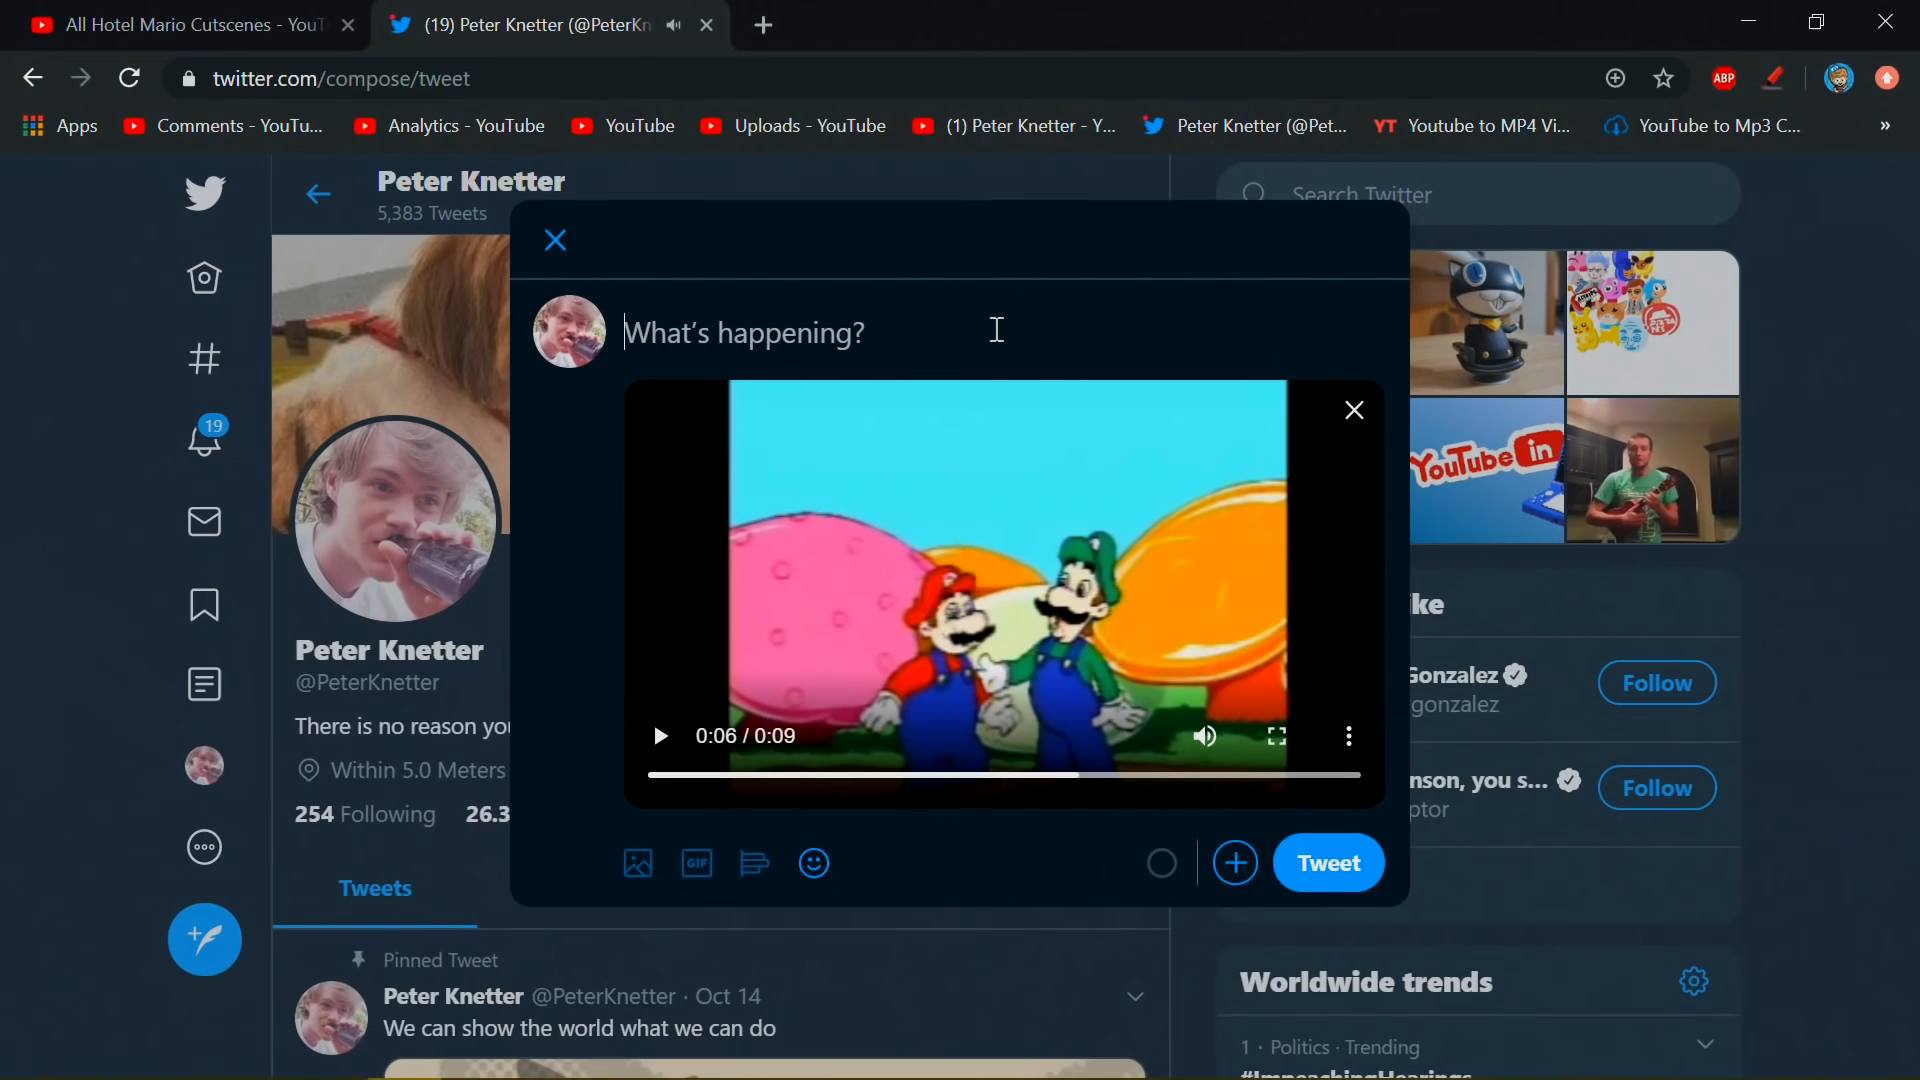 All Hotel Mario Cutscenes - YouT
(19) Peter Knetter (@PeterKn
twitter.com/compose/tweet
ABP
Apps
Comments - YouTu...
Analytics - YouTube
YouTube
Uploads - YouTube
(1) Peter Knetter - Y...
Peter Knetter (@Pet...
YT
Youtube to MP4 Vi...
YouTube to Mp3 C...
»
Peter Knetter
5,383 Tweets
Search Twitter
What's happening?
19
YouTube in
Peter Knetter
@PeterKnetter
There is no reason yo
Within 5.0 Meters
254 Following 26.3
0:06 / 0:09
ke
Gonzalez
gonzalez
Follow
nson, you s...
ptor
Follow
GIF
Tweet
Tweets
Pinned Tweet
Peter Knetter @PeterKnetter · Oct 14
We can show the world what we can do
Worldwide trends
1 · Politics · Trending
#ImpeachingHearings